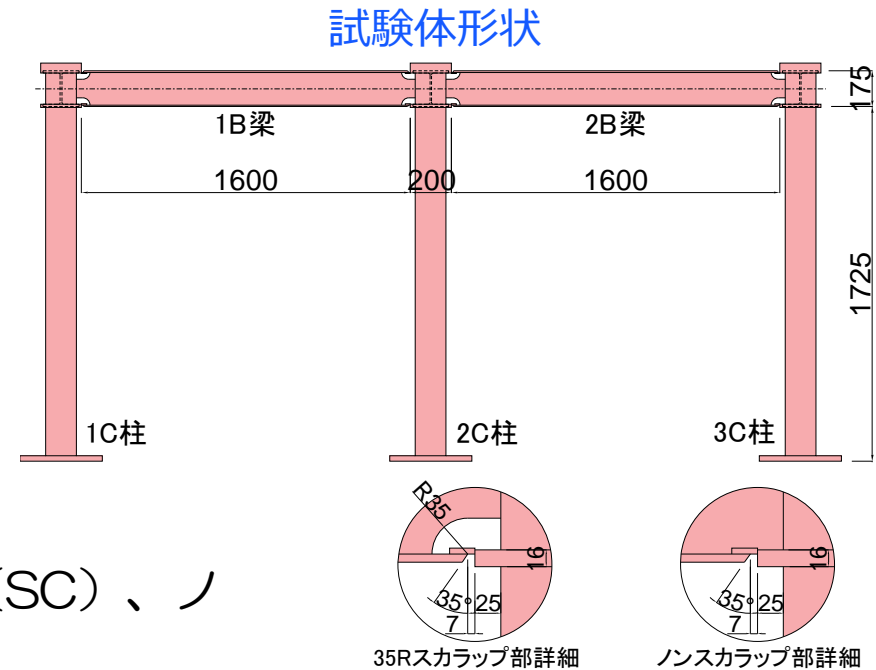 試験体形状
175
1B梁
2B梁
1600
200
1600
1725
1C柱
2C柱
3C柱
R35
16
16
35°
25
35°
25
7
7
(SC)、ノ
35Rスカラップ部詳細
ノンスカラップ部詳細